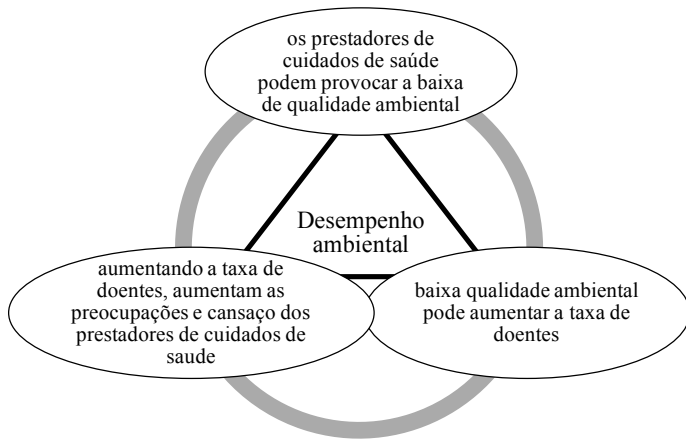 os prestadores de
cuidados de saúde
podem provocar a baixa
de qualidade ambiental
Desempenho
ambiental
aumentando a taxa de
doentes, aumentam as
preocupações e cansaço dos
prestadores de cuidados de
saude
baixa qualidade ambiental
pode aumentar a taxa de
doentes